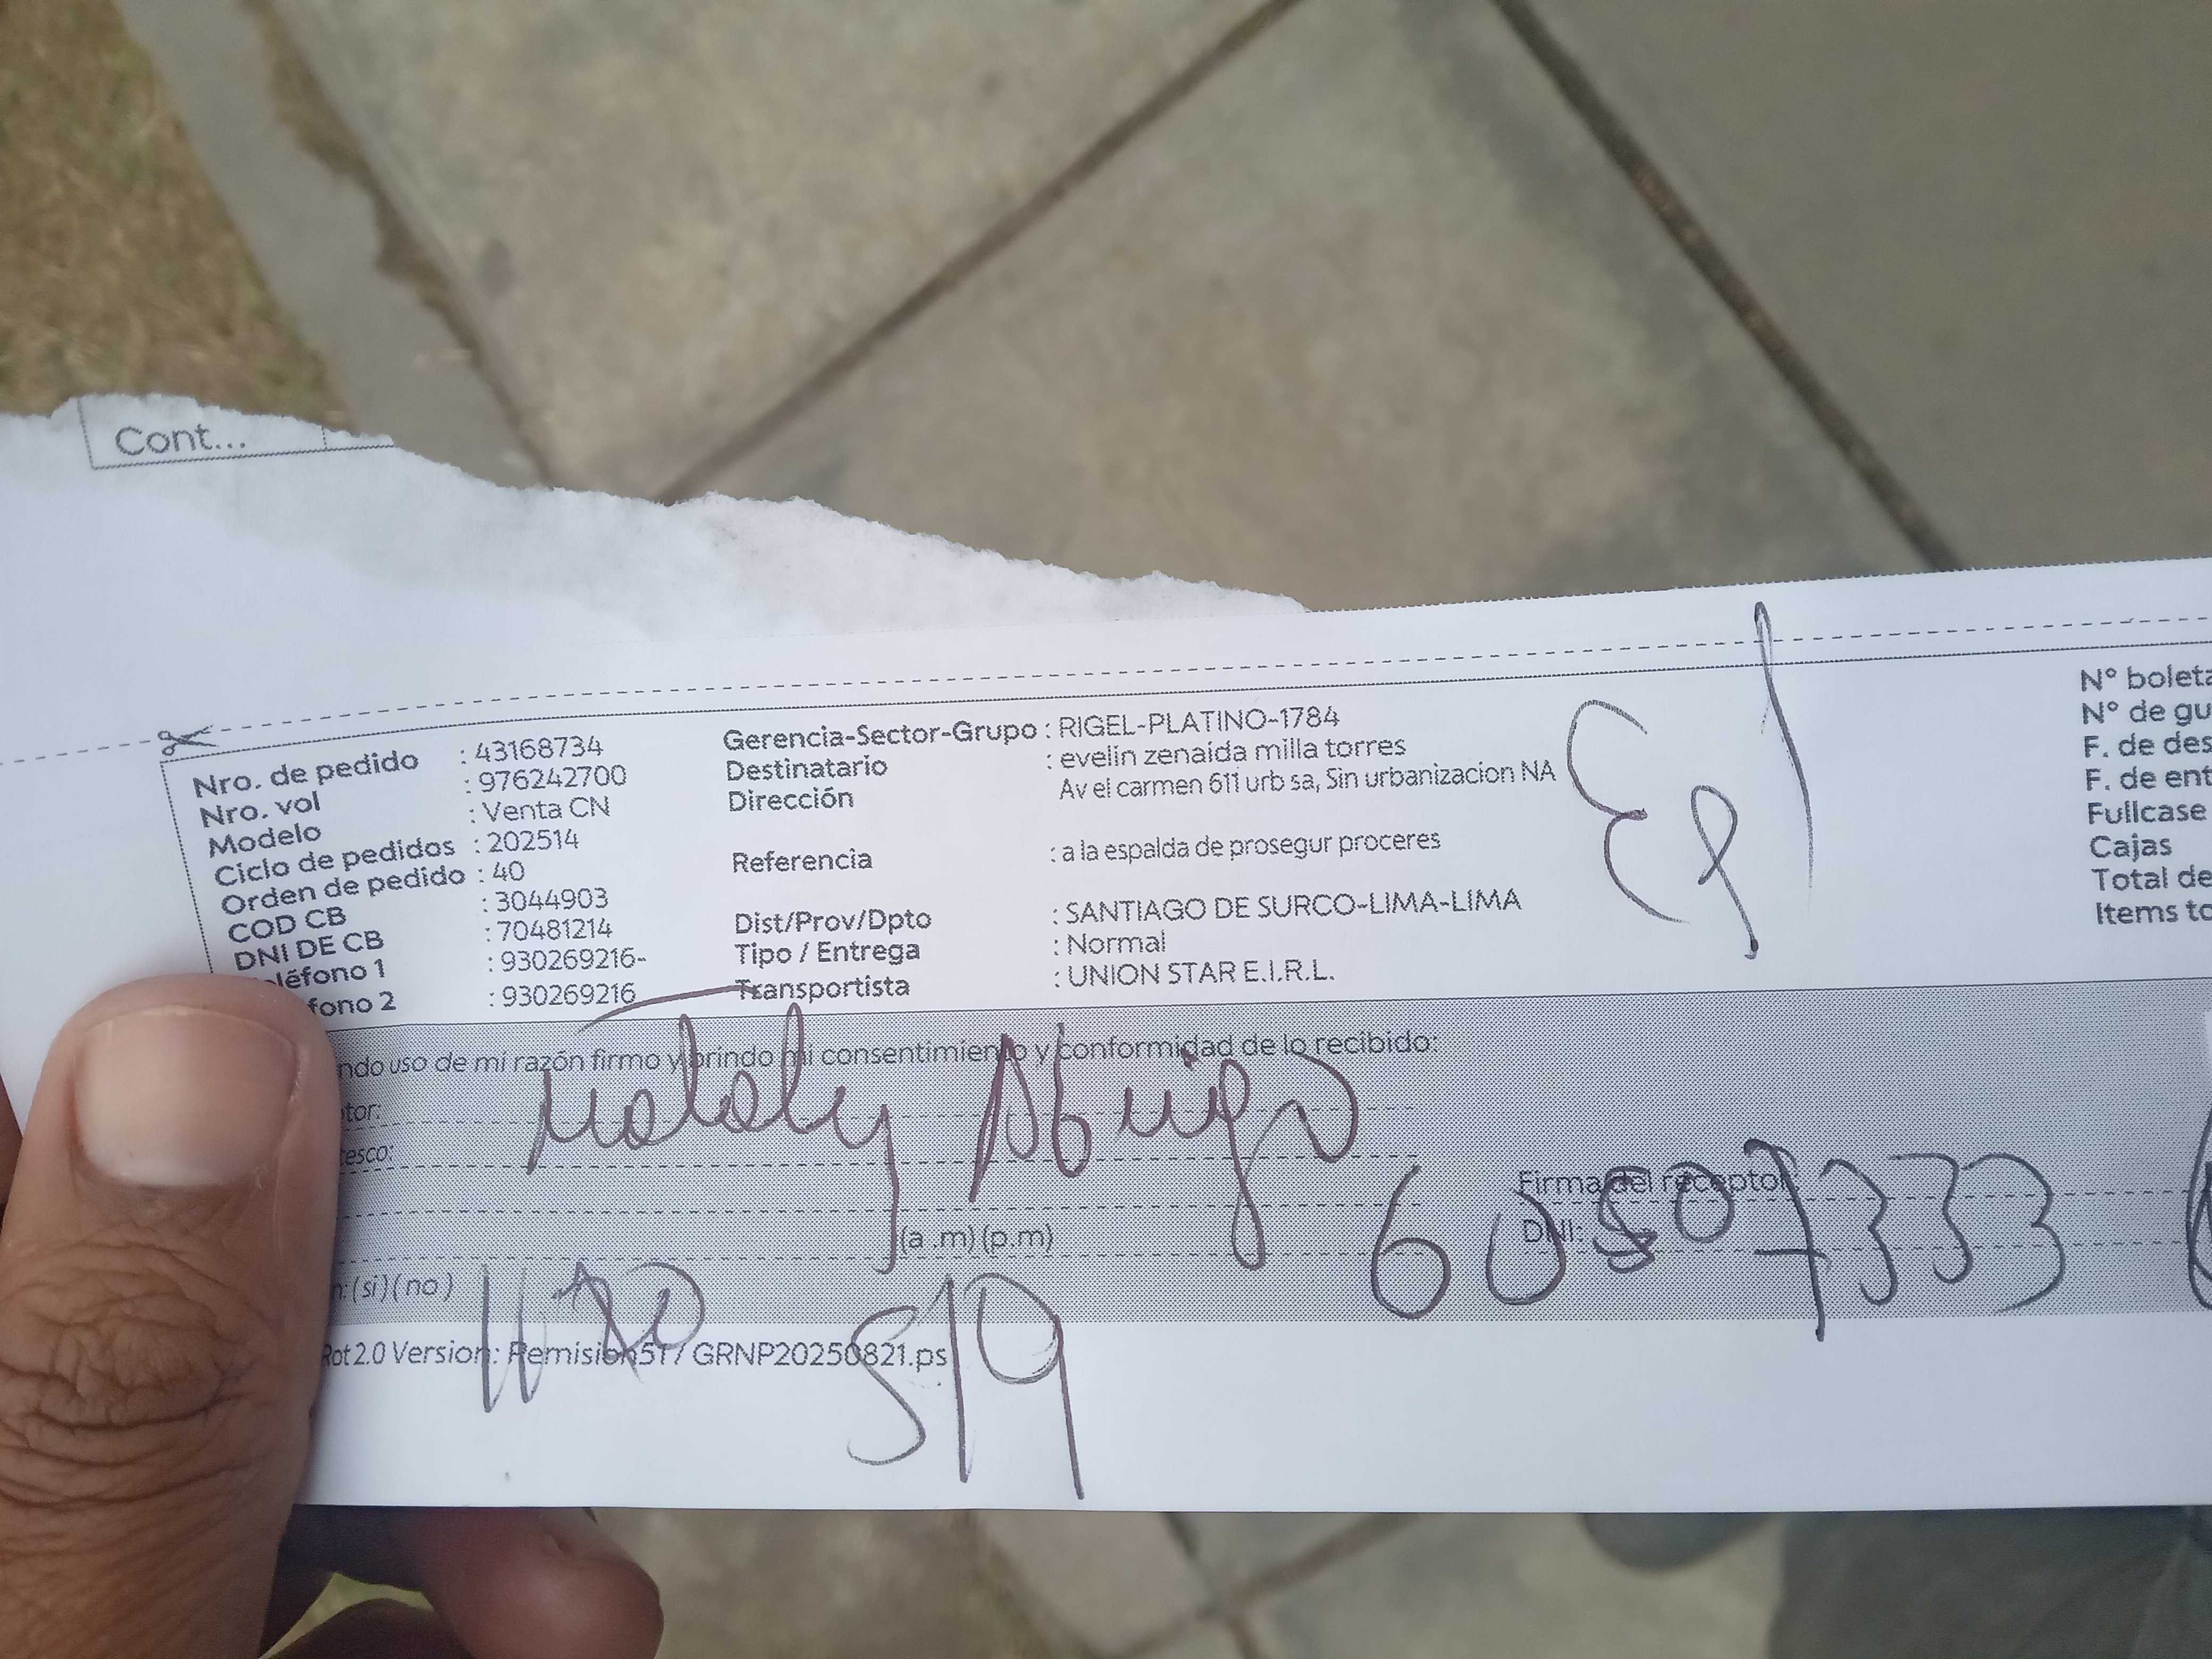 Cont...
Nro. de pedido : 43168734
Nro. vol : 976242700
Modelo : Venta CN
Ciclo de pedidos : 202514
Orden de pedido : 40
COD CB : 3044903
DNI DE CB : 70481214
léfono 1 : 930269216-
fono 2 : 930269216
Gerencia-Sector-Grupo : RIGEL-PLATINO-1784
Destinatario : evelin zenaida milla torres
Dirección Av el carmen 611 urb sa, Sin urbanizacion NA
Referencia : a la espalda de prosegur proceres
Dist/Prov/Dpto : SANTIAGO DE SURCO-LIMA-LIMA
Tipo / Entrega : Normal
Transportista : UNION STAR E.I.R.L.
N° boleta
N° de gu
F. de des
F. de ent
Fullcase
Cajas
Total de
Items to
ndo uso de mi razón firmo y brindo mi consentimiento y conformidad de lo recibido:
tor: Nataly
esco:
Firma del receptor
DNI:
(a .m) (p.m)
n: (si) ( no )
519
Rot 2.0 Version: Remision517 GRNP20250821.ps